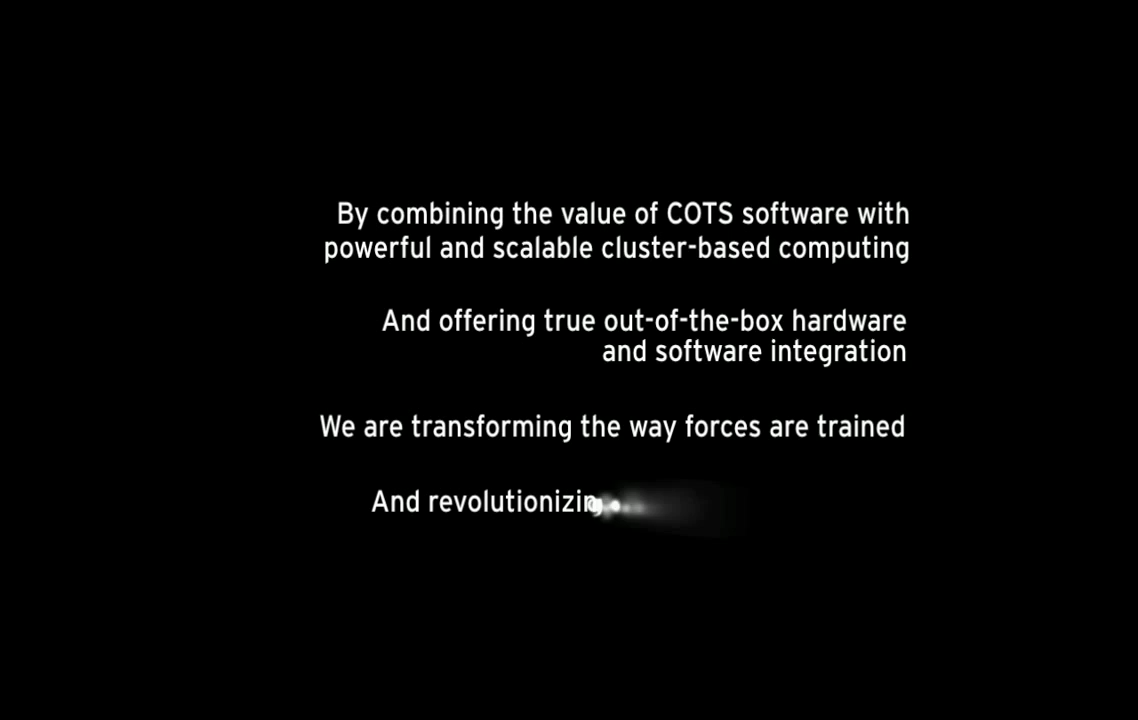 By combining the value of COTS software with
powerful and scalable cluster-based computing
And offering true out-of-the-box hardware
and software integration
We are transforming the way forces are trained
And revolutionizing